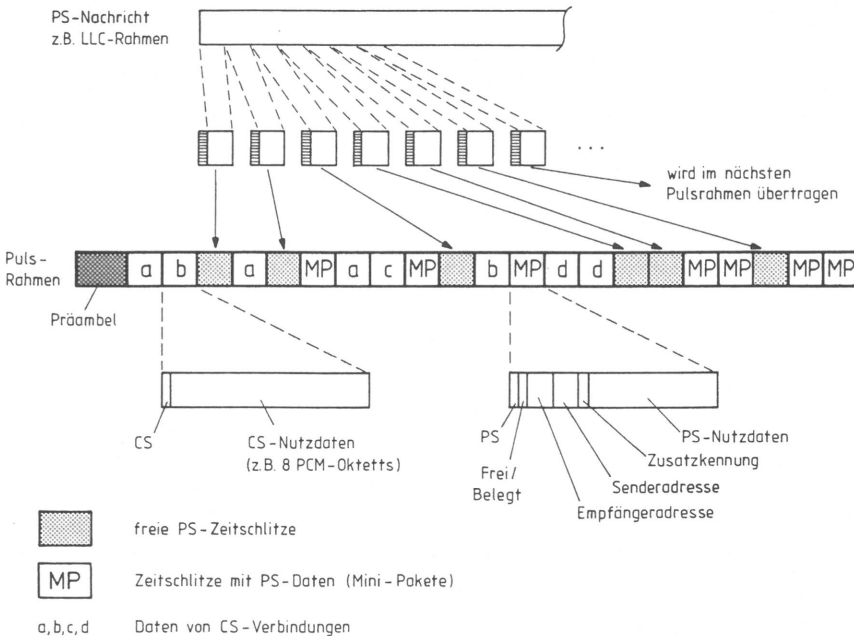 PS-Nachricht
z.B. LLC-Rahmen
...
wird im nächsten
Pulsrahmen übertragen
Puls-
Rahmen
a b a MP a c MP b MP d d MP MP MP MP
Präambel
CS
CS-Nutzdaten
(z.B. 8 PCM-Oktetts)
PS
Frei/
Belegt
Empfängeradresse
Senderadresse
Zusatzkennung
PS-Nutzdaten
freie PS-Zeitschlitze
MP Zeitschlitze mit PS-Daten (Mini-Pakete)
a,b,c,d Daten von CS-Verbindungen